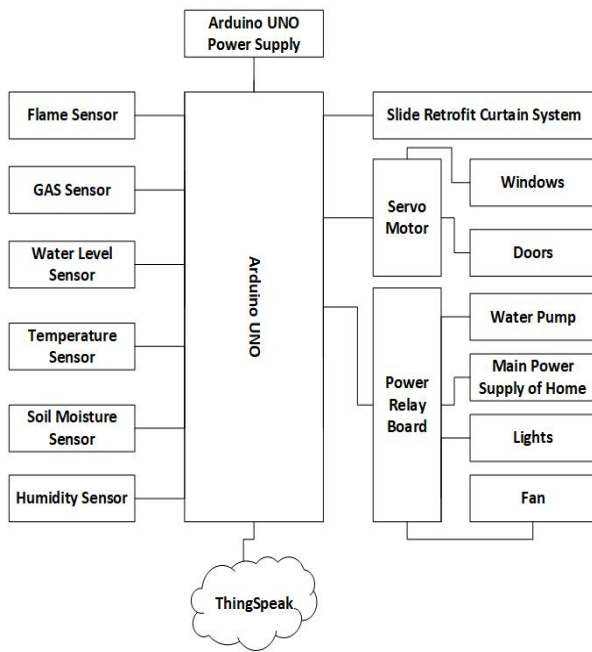 Arduino UNO
Power Supply
Flame Sensor
GAS Sensor
Water Level
Sensor
Temperature
Sensor
Soil Moisture
Sensor
Humidity Sensor
Arduino UNO
Slide Retrofit Curtain System
Servo
Motor
Windows
Doors
Power
Relay
Board
Water Pump
Main Power
Supply of Home
Lights
Fan
ThingSpeak